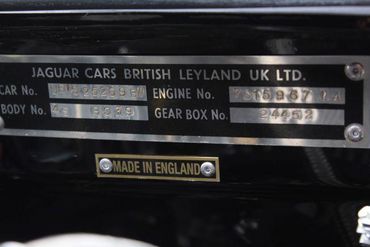 JAGUAR CARS BRITISH LEYLAND UK LTD.
CAR No. ENGINE No.
BODY No. GEAR BOX No. 24452
MADE IN ENGLAND